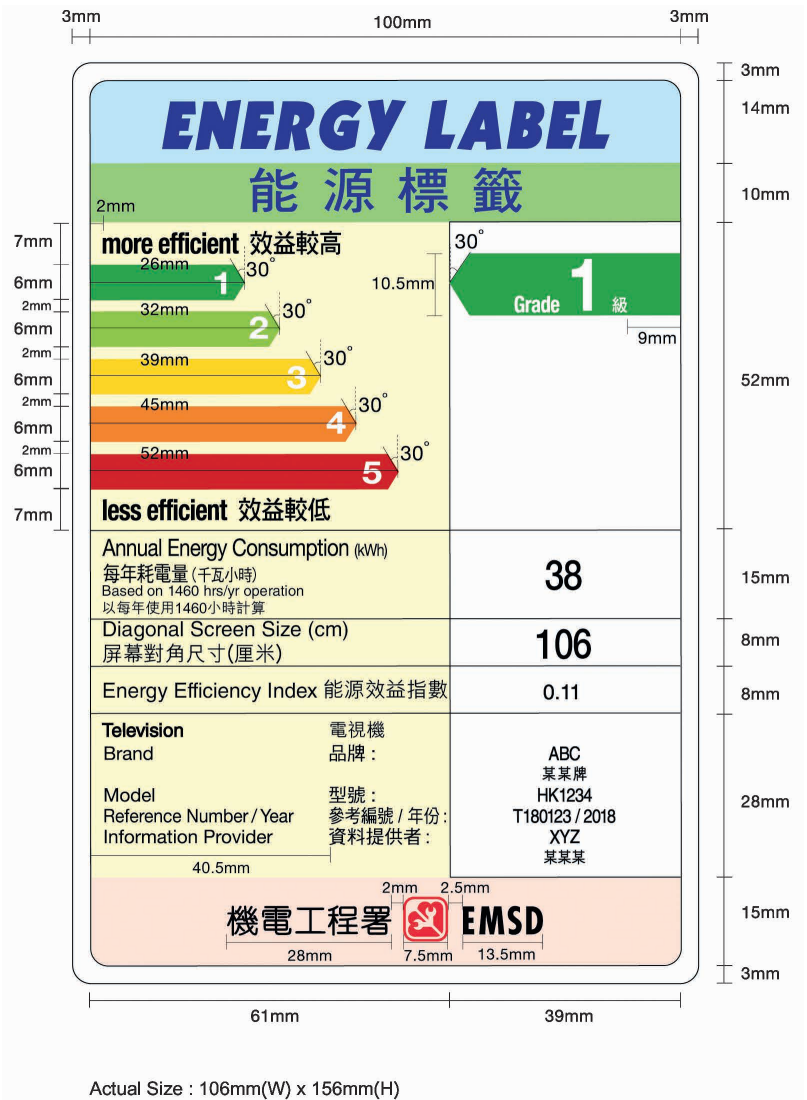 3mm 100mm 3mm
3mm
ENERGY LABEL
14mm
能源標籤
10mm
2mm
7mm more efficient 效益較高 30°
26mm 30°
6mm 1 10.5mm Grade 1 級
2mm 32mm 30°
6mm 2 9mm
2mm 39mm 30°
6mm 3 52mm
2mm 45mm 30°
6mm 4
2mm 52mm 30°
6mm 5
7mm less efficient 效益較低
Annual Energy Consumption (kWh)
每年耗電量 (千瓦小時) 38 15mm
Based on 1460 hrs/yr operation
以每年使用1460小時計算
Diagonal Screen Size (cm) 106 8mm
屏幕對角尺寸(厘米)
Energy Efficiency Index 能源效益指數 0.11 8mm
Television 電視機
Brand 品牌 : ABC
某某牌
Model 型號 : HK1234 28mm
Reference Number / Year 參考編號 / 年份 : T180123 / 2018
Information Provider 資料提供者 : XYZ
某某某
40.5mm
2mm 2.5mm
機電工程署 EMSD 15mm
28mm 7.5mm 13.5mm
3mm
61mm 39mm
Actual Size : 106mm(W) x 156mm(H)